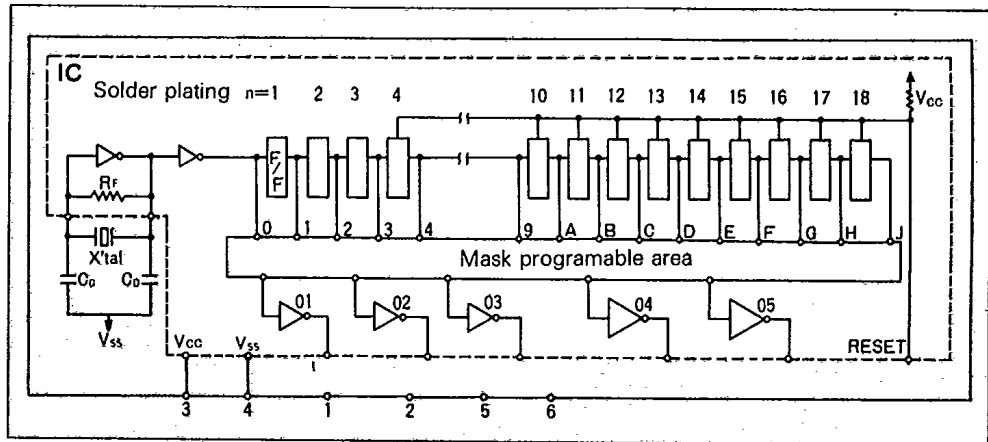 IC
Solder plating n=1 2 3 4 10 11 12 13 14 15 16 17 18
VCC
F/F
RF
0 1 2 3 4 9 A B C D E F G H J
X'tal
Mask programable area
CG CD
01 02 03 04 05
VSS
VCC VSS RESET
3 4 1 2 5 6